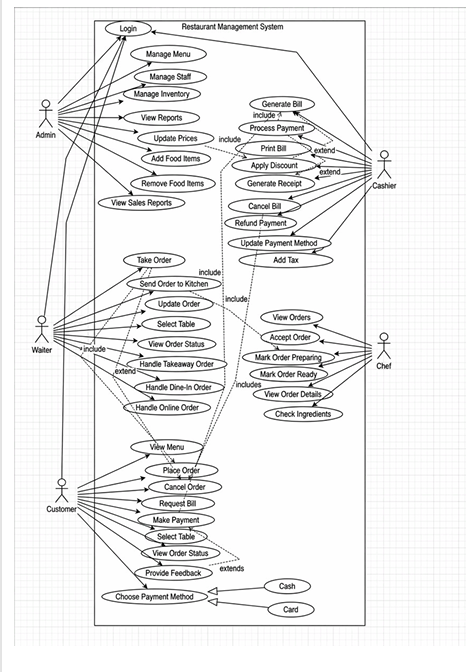 Restaurant Management System
Login
Manage Menu
Manage Staff
Manage Inventory
View Reports
Update Prices
Add Food Items
Remove Food Items
View Sales Reports
Admin
Generate Bill
include
Process Payment
Print Bill
extend
include
Apply Discount
extend
Generate Receipt
Cancel Bill
Refund Payment
Update Payment Method
Add Tax
Cashier
Take Order
include
Send Order to Kitchen
Update Order
include
Select Table
View Order Status
include
Handle Takeaway Order
extend
Handle Dine-In Order
includes
Handle Online Order
Waiter
View Orders
Accept Order
Mark Order Preparing
Mark Order Ready
View Order Details
Check Ingredients
Chef
View Menu
Place Order
Cancel Order
Request Bill
Make Payment
Select Table
View Order Status
extends
Provide Feedback
Choose Payment Method
Customer
Cash
Card